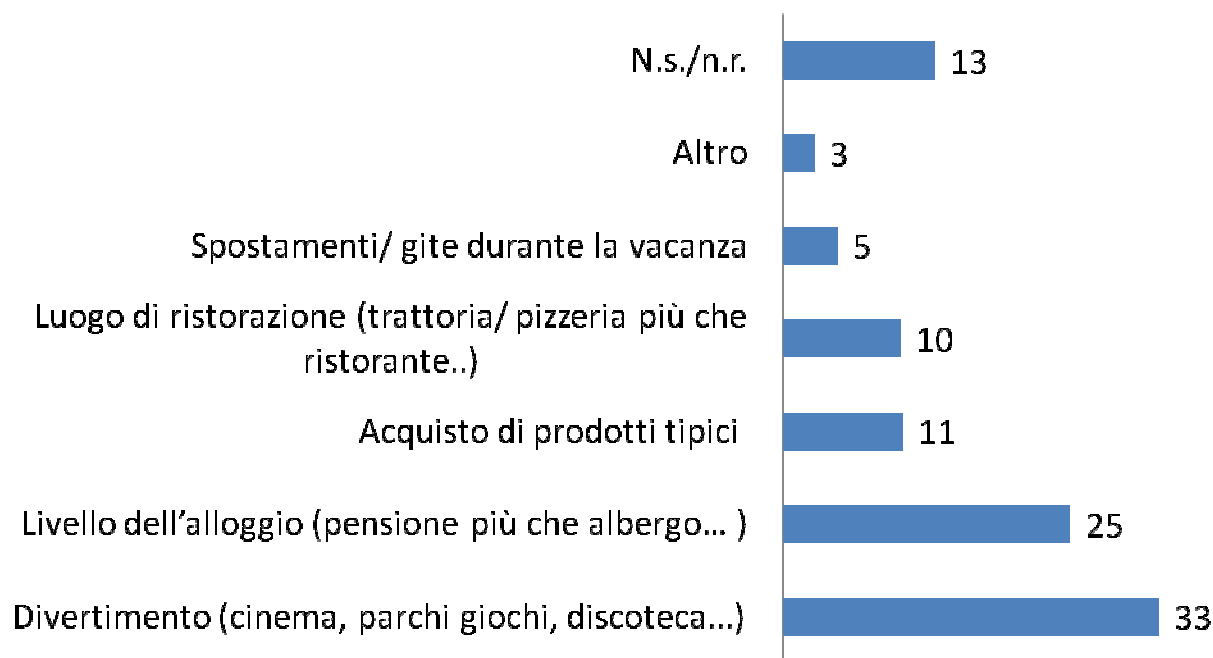 N.s./n.r. 13
Altro 3
Spostamenti/ gite durante la vacanza 5
Luogo di ristorazione (trattoria/ pizzeria più che
ristorante..) 10
Acquisto di prodotti tipici 11
Livello dell’alloggio (pensione più che albergo... ) 25
Divertimento (cinema, parchi giochi, discoteca...) 33